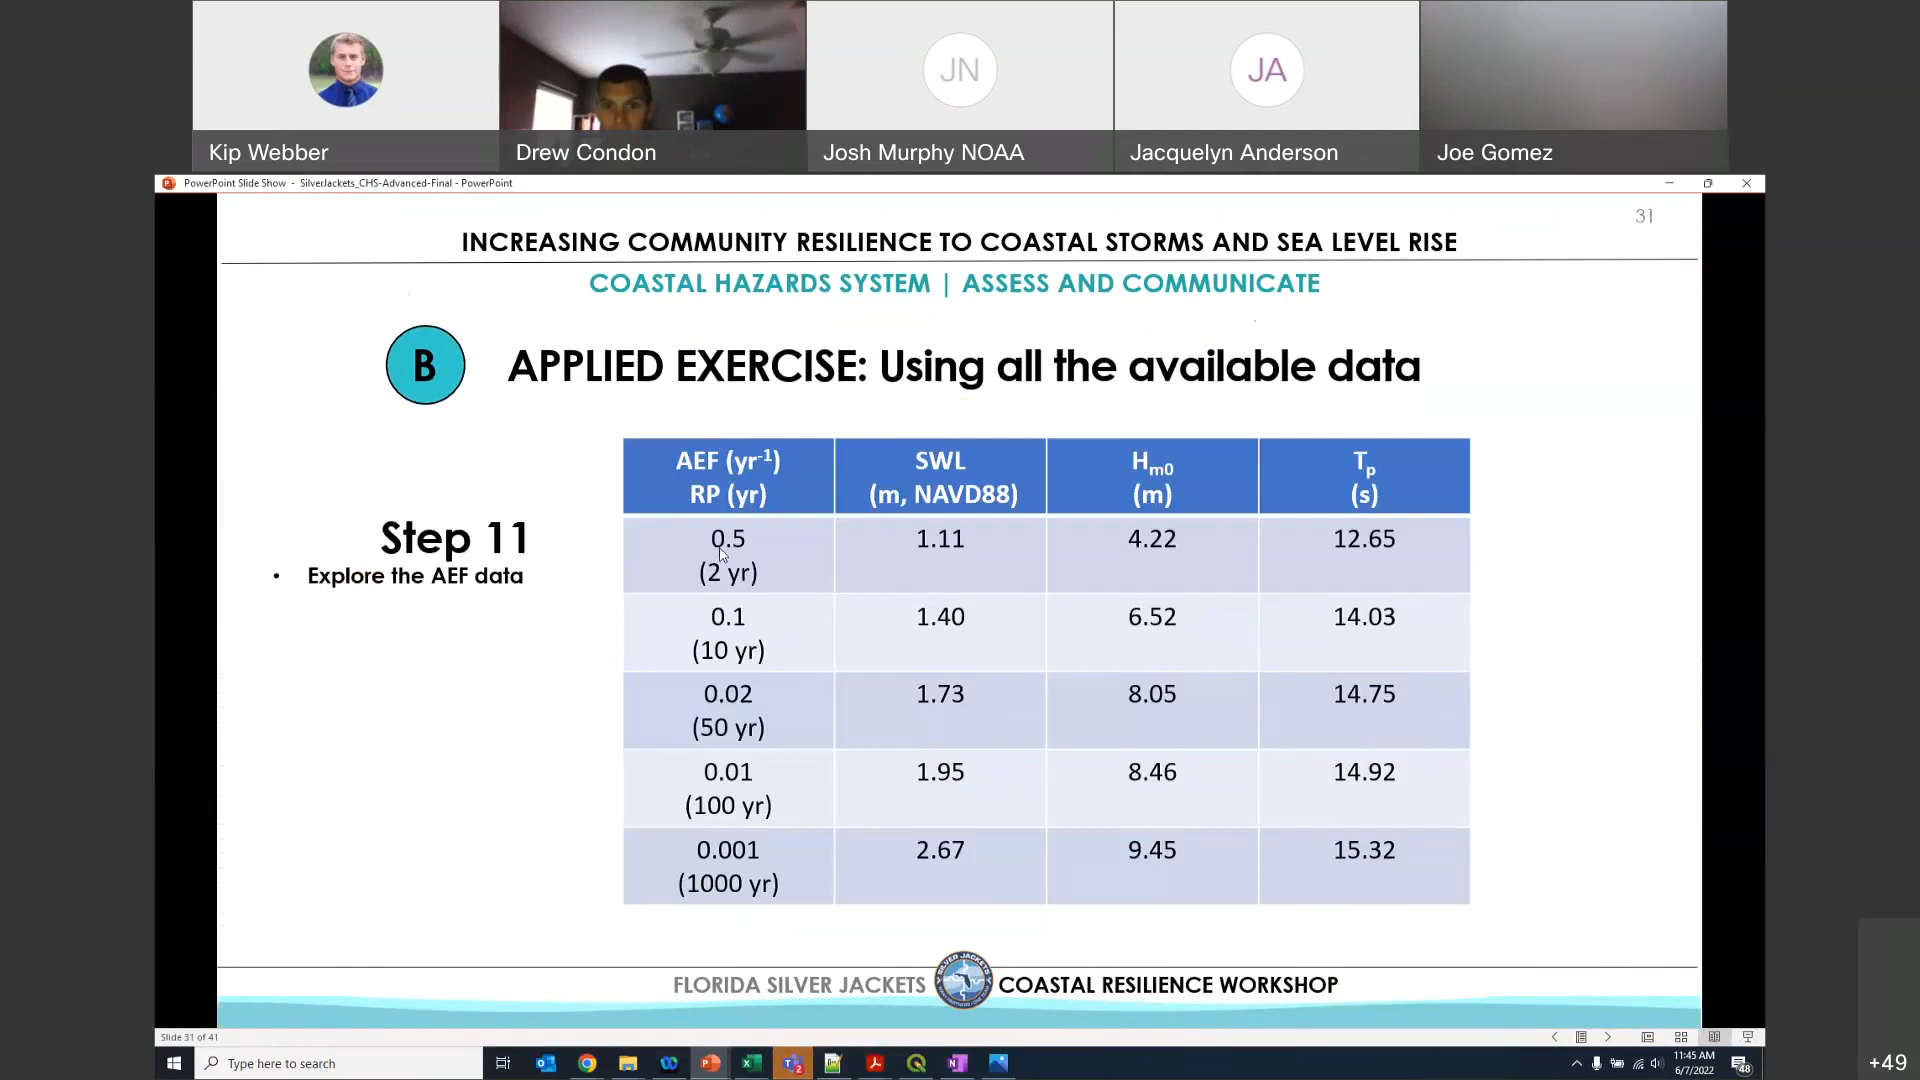 JN
JA
Kip Webber
Drew Condon
Josh Murphy NOAA
Jacquelyn Anderson
Joe Gomez
PowerPoint Slide Show - SilverJackets_CHS-Advanced-Final - PowerPoint
31
INCREASING COMMUNITY RESILIENCE TO COASTAL STORMS AND SEA LEVEL RISE
COASTAL HAZARDS SYSTEM | ASSESS AND COMMUNICATE
B
APPLIED EXERCISE: Using all the available data
Step 11
• Explore the AEF data
AEF (yr-1)
RP (yr)
SWL
(m, NAVD88)
Hm0
(m)
Tp
(s)
0.5
(2 yr)
1.11
4.22
12.65
0.1
(10 yr)
1.40
6.52
14.03
0.02
(50 yr)
1.73
8.05
14.75
0.01
(100 yr)
1.95
8.46
14.92
0.001
(1000 yr)
2.67
9.45
15.32
FLORIDA SILVER JACKETS
SILVER JACKETS
COASTAL RESILIENCE WORKSHOP
Slide 31 of 41
Type here to search
11:45 AM
6/7/2022
48
+49